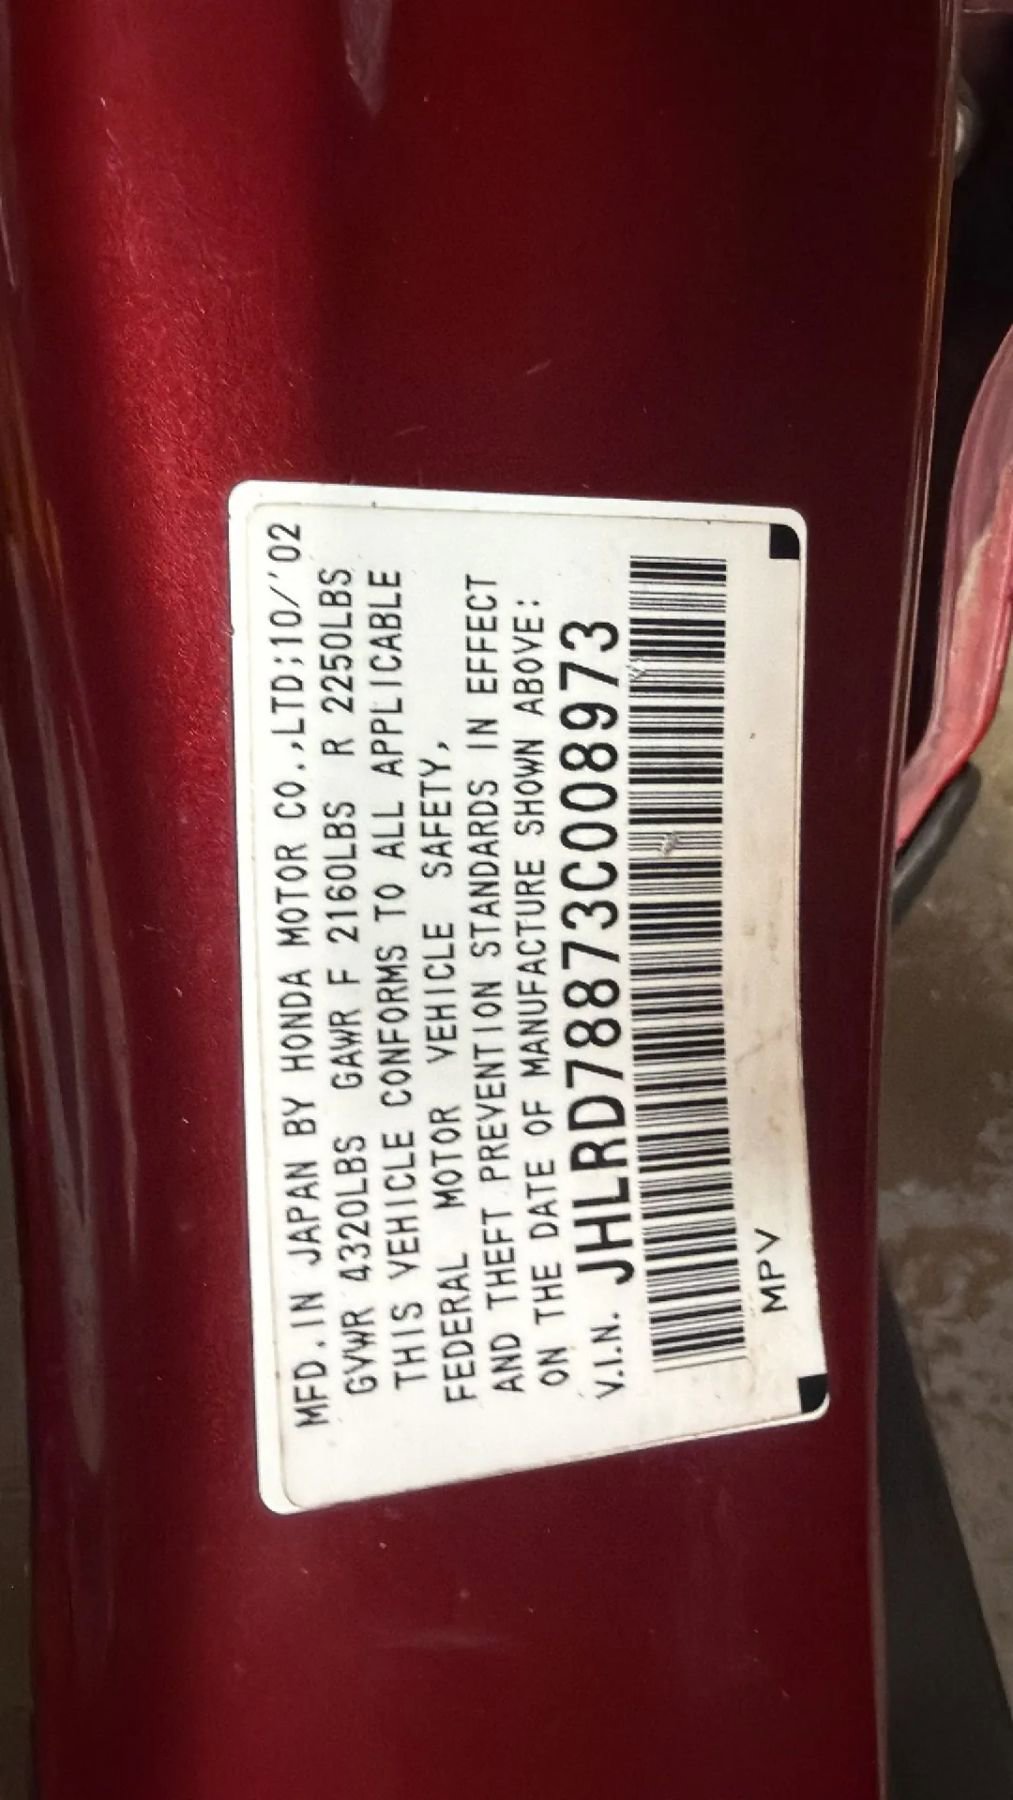 MFD.IN JAPAN BY HONDA MOTOR CO.,LTD;10/'02
GVWR 4320LBS GAWR F 2160LBS R 2250LBS
THIS VEHICLE CONFORMS TO ALL APPLICABLE
FEDERAL MOTOR VEHICLE SAFETY,
AND THEFT PREVENTION STANDARDS IN EFFECT
ON THE DATE OF MANUFACTURE SHOWN ABOVE:
V.I.N. JHLRD78873C008973
MPV